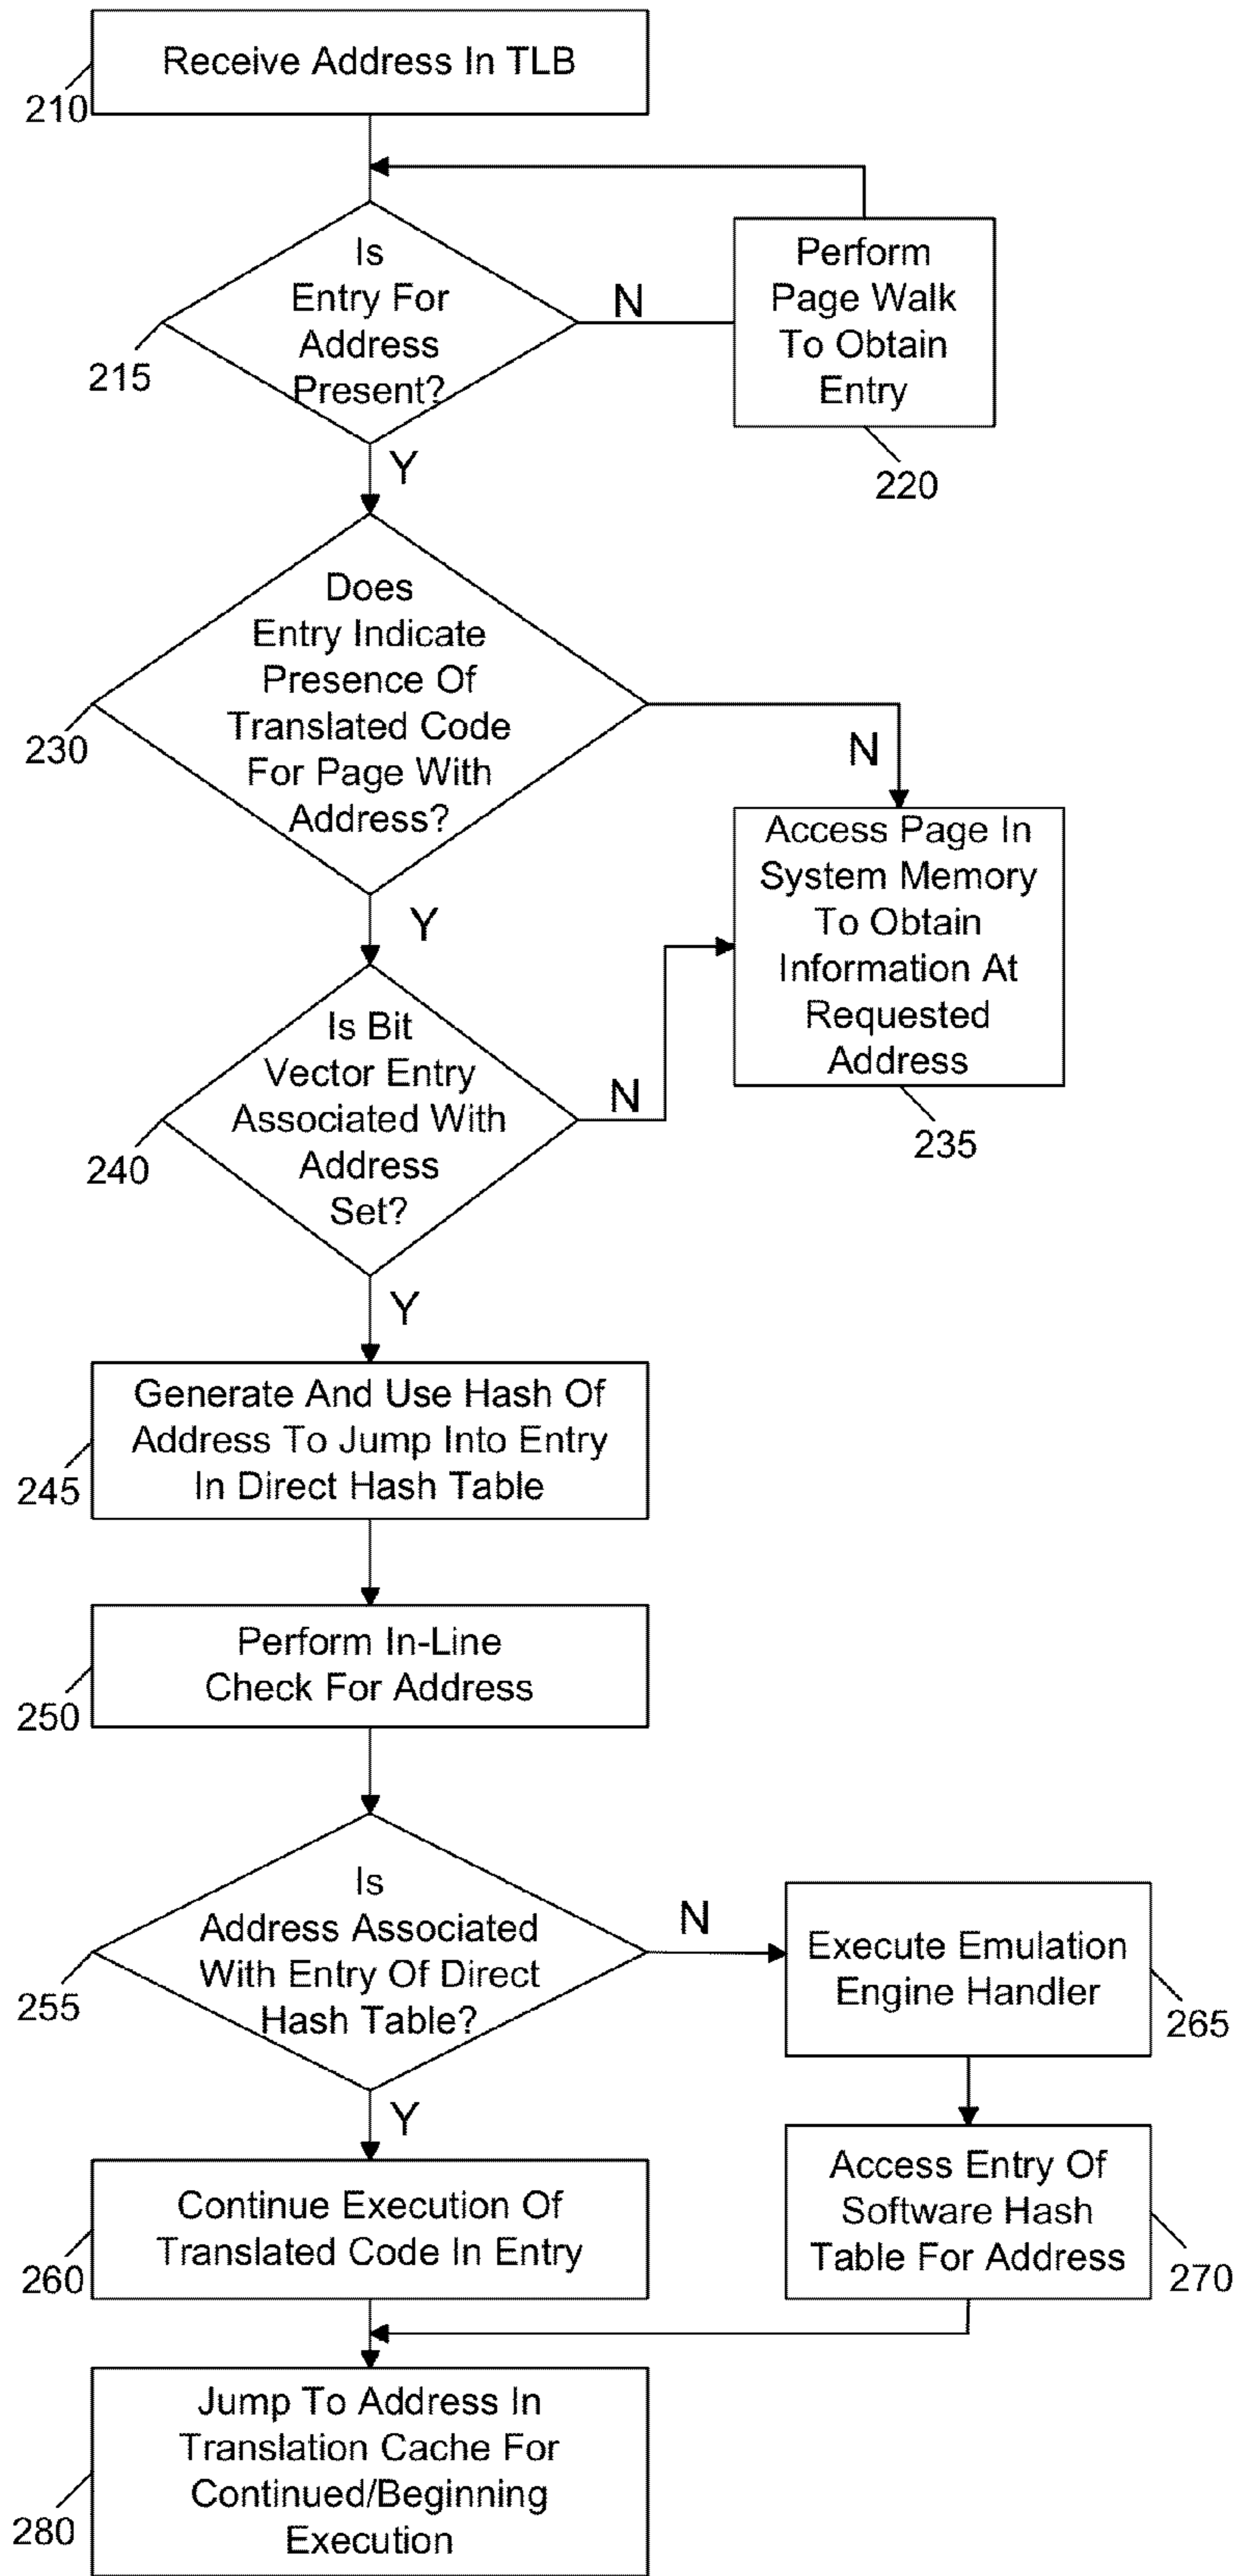 Receive Address In TLB
210
Is
Entry For
Address
Present?
215
N
Perform
Page Walk
To Obtain
Entry
220
Y
Does
Entry Indicate
Presence Of
Translated Code
For Page With
Address?
230
N
Access Page In
System Memory
To Obtain
Information At
Requested
Address
235
Y
Is Bit
Vector Entry
Associated With
Address
Set?
240
N
Y
Generate And Use Hash Of
Address To Jump Into Entry
In Direct Hash Table
245
Perform In-Line
Check For Address
250
Is
Address Associated
With Entry Of Direct
Hash Table?
255
N
Execute Emulation
Engine Handler
265
Y
Continue Execution Of
Translated Code In Entry
260
Access Entry Of
Software Hash
Table For Address
270
Jump To Address In
Translation Cache For
Continued/Beginning
Execution
280